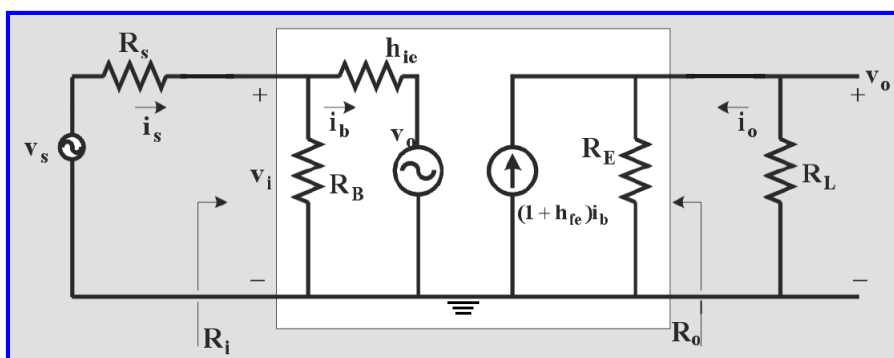 R_s
h_ie
v_o
+
+
i_s
i_b
v_o
i_o
v_s
R_E
v_i
R_B
R_L
(1 + h_fe)i_b
−
−
R_i
R_o